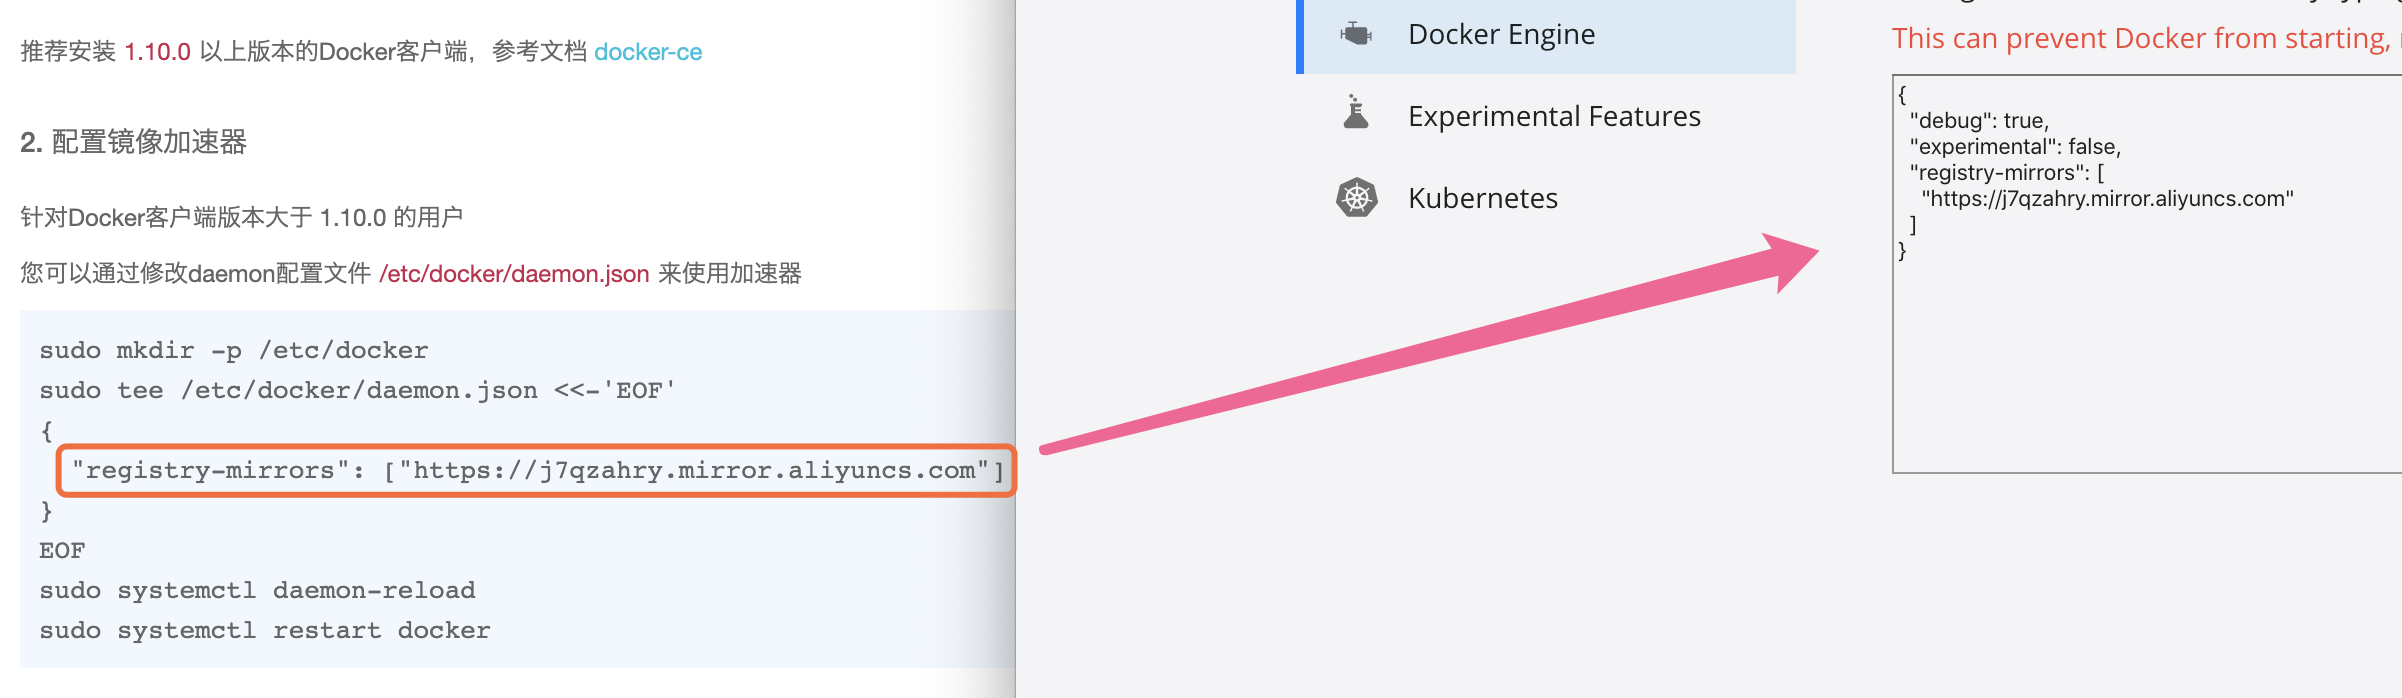 推荐安装 1.10.0 以上版本的Docker客户端，参考文档 docker-ce
2. 配置镜像加速器
针对Docker客户端版本大于 1.10.0 的用户
您可以通过修改daemon配置文件 /etc/docker/daemon.json 来使用加速器
sudo mkdir -p /etc/docker
sudo tee /etc/docker/daemon.json <<-'EOF'
{
"registry-mirrors": ["https://j7qzahry.mirror.aliyuncs.com"]
}
EOF
sudo systemctl daemon-reload
sudo systemctl restart docker
Docker Engine
Experimental Features
Kubernetes
This can prevent Docker from starting,
{
"debug": true,
"experimental": false,
"registry-mirrors": [
"https://j7qzahry.mirror.aliyuncs.com"
]
}